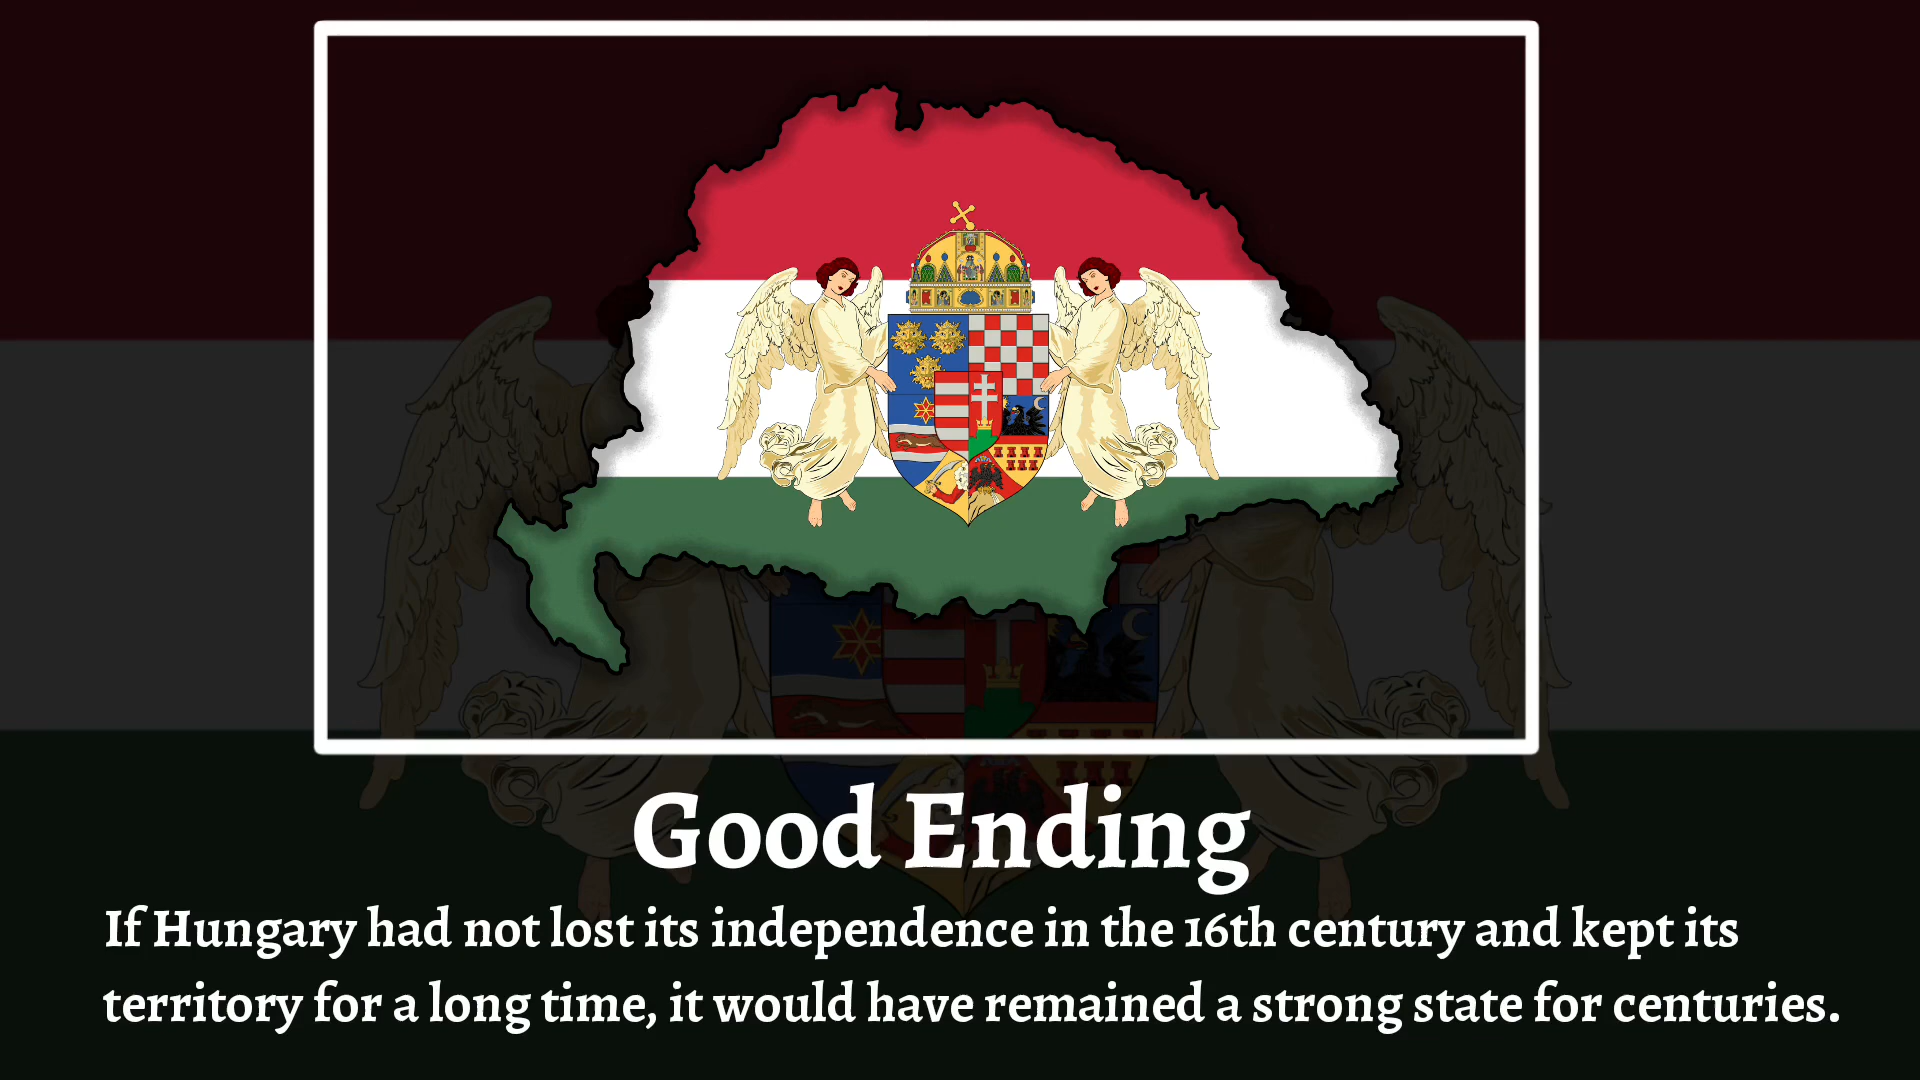 Good Ending
If Hungary had not lost its independence in the 16th century and kept its
territory for a long time, it would have remained a strong state for centuries.